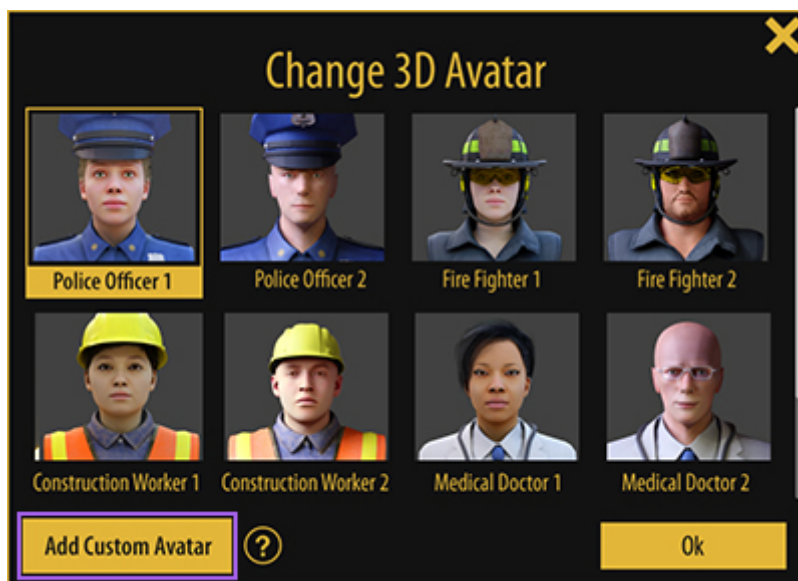 Change 3D Avatar
Police Officer 1
Police Officer 2
Fire Fighter 1
Fire Fighter 2
Construction Worker 1
Construction Worker 2
Medical Doctor 1
Medical Doctor 2
Add Custom Avatar
?
Ok